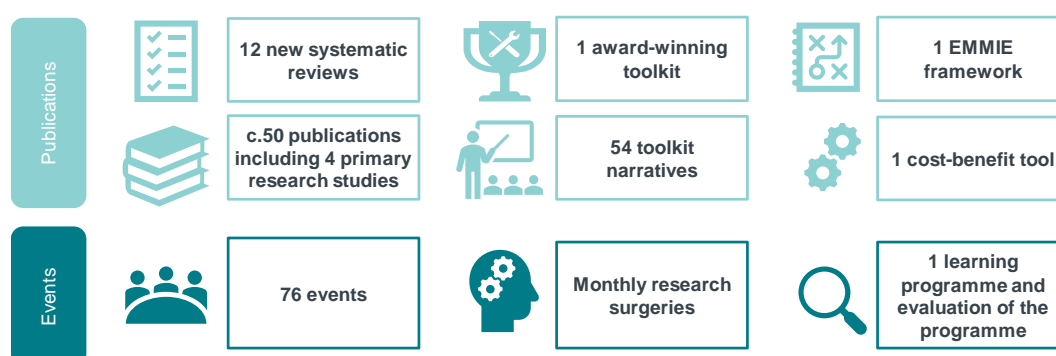 Publications
12 new systematic
reviews
1 award-winning
toolkit
1 EMMIE
framework
c.50 publications
including 4 primary
research studies
54 toolkit
narratives
1 cost-benefit tool
Events
76 events
Monthly research
surgeries
1 learning
programme and
evaluation of the
programme